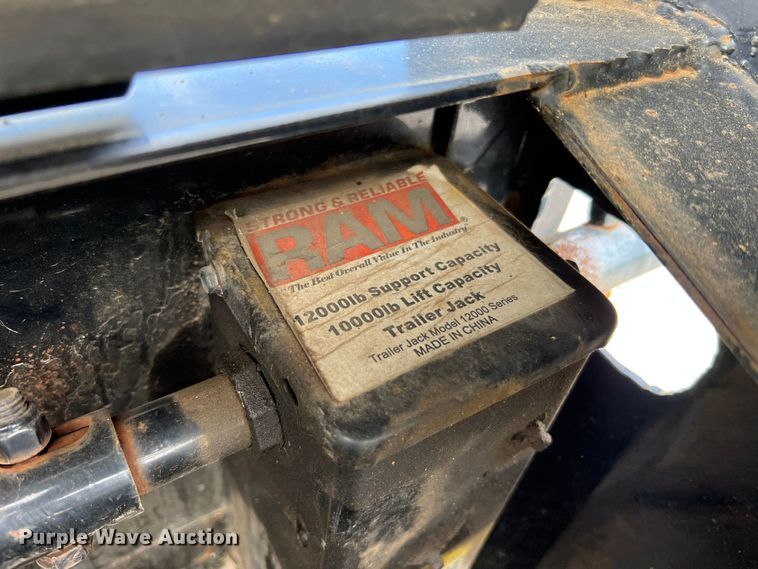 STRONG & RELIABLE
RAM®
"The Best Overall Value In The Industry"
12000lb Support Capacity
10000lb Lift Capacity
Trailer Jack
Trailer Jack Model 12000 Series
MADE IN CHINA
Purple Wave Auction